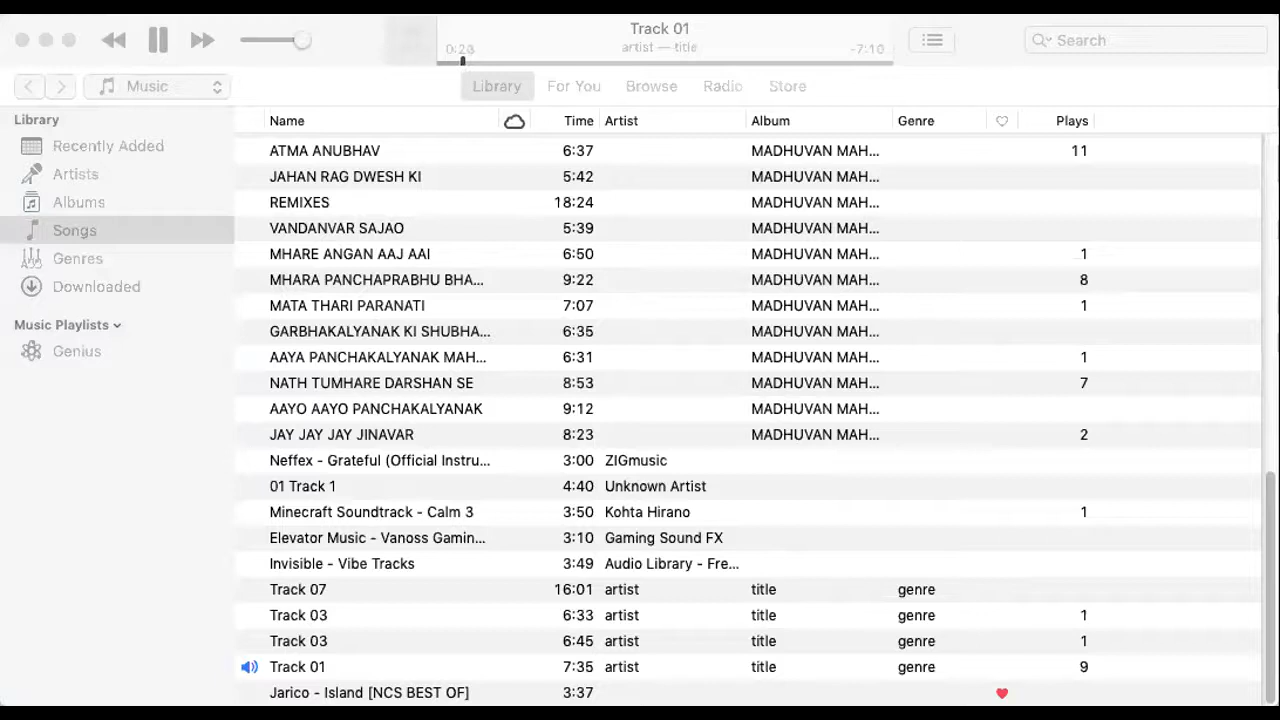 Track 01
artist — title
0:26
-7:10
Search
Music
Library For You Browse Radio Store
Library
Recently Added
Artists
Albums
Songs
Genres
Downloaded
Music Playlists
Genius
Name Time Artist Album Genre Plays
ATMA ANUBHAV 6:37 MADHUVAN MAH... 11
JAHAN RAG DWESH KI 5:42 MADHUVAN MAH...
REMIXES 18:24 MADHUVAN MAH...
VANDANVAR SAJAO 5:39 MADHUVAN MAH...
MHARE ANGAN AAJ AAI 6:50 MADHUVAN MAH... 1
MHARA PANCHAPRABHU BHA... 9:22 MADHUVAN MAH... 8
MATA THARI PARANATI 7:07 MADHUVAN MAH... 1
GARBHAKALYANAK KI SHUBHA... 6:35 MADHUVAN MAH...
AAYA PANCHAKALYANAK MAH... 6:31 MADHUVAN MAH... 1
NATH TUMHARE DARSHAN SE 8:53 MADHUVAN MAH... 7
AAYO AAYO PANCHAKALYANAK 9:12 MADHUVAN MAH...
JAY JAY JAY JINAVAR 8:23 MADHUVAN MAH... 2
Neffex - Grateful (Official Instru... 3:00 ZIGmusic
01 Track 1 4:40 Unknown Artist
Minecraft Soundtrack - Calm 3 3:50 Kohta Hirano 1
Elevator Music - Vanoss Gamin... 3:10 Gaming Sound FX
Invisible - Vibe Tracks 3:49 Audio Library - Fre...
Track 07 16:01 artist title genre
Track 03 6:33 artist title genre 1
Track 03 6:45 artist title genre 1
Track 01 7:35 artist title genre 9
Jarico - Island [NCS BEST OF] 3:37